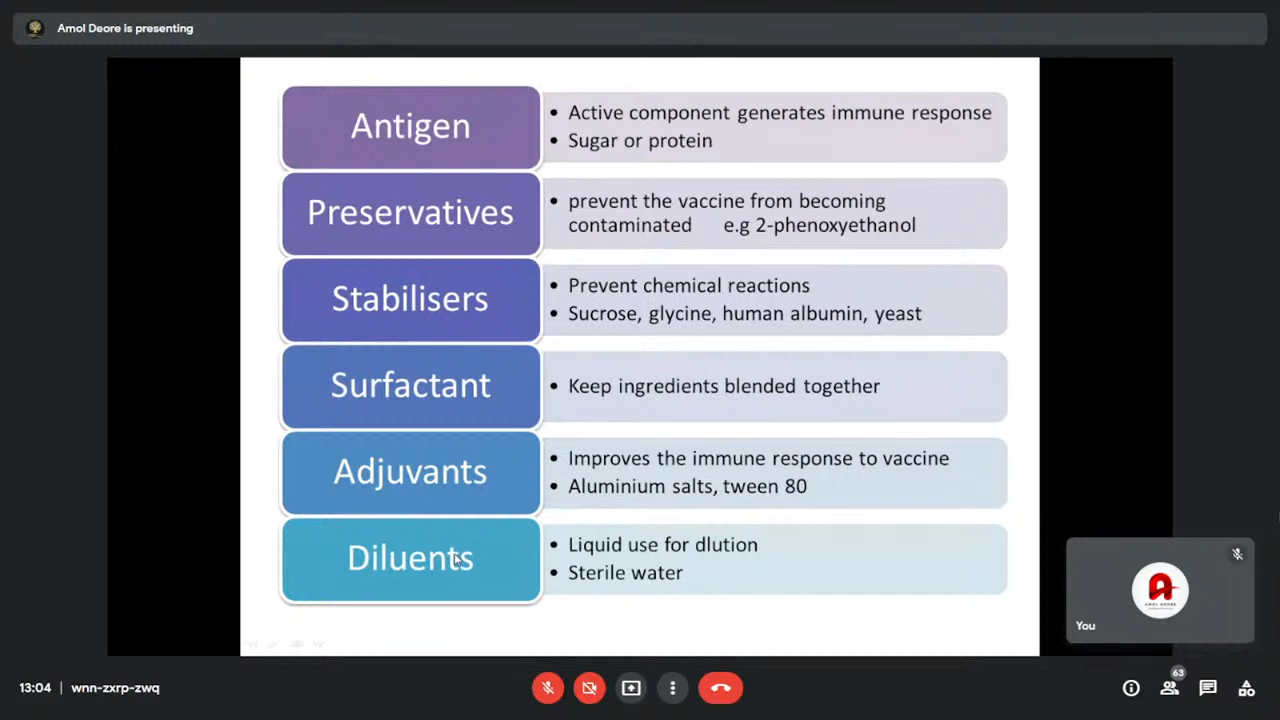 Amol Deore is presenting
Antigen
• Active component generates immune response
• Sugar or protein
Preservatives
• prevent the vaccine from becoming
contaminated e.g 2-phenoxyethanol
Stabilisers
• Prevent chemical reactions
• Sucrose, glycine, human albumin, yeast
Surfactant
• Keep ingredients blended together
Adjuvants
• Improves the immune response to vaccine
• Aluminium salts, tween 80
Diluents
• Liquid use for dlution
• Sterile water
A
AMOL DEORE
You
13:04 | wnn-zxrp-zwq
63